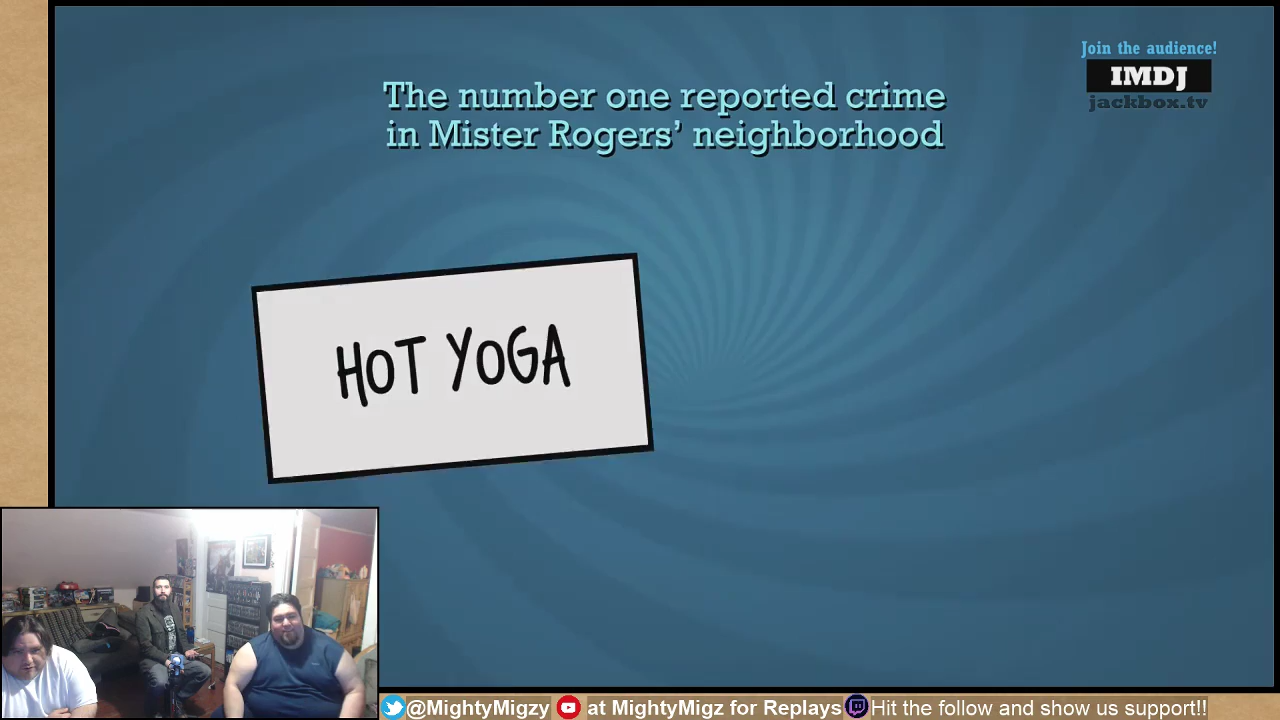 Join the audience!
IMDJ
jackbox.tv
The number one reported crime
in Mister Rogers’ neighborhood
HOT YOGA
@MightyMigzy at MightyMigz for Replays Hit the follow and show us support!!